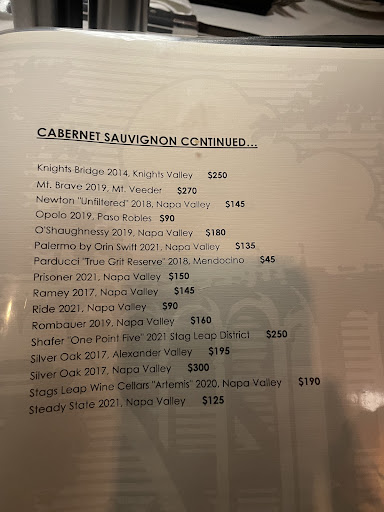 CABERNET SAUVIGNON CONTINUED...
Knights Bridge 2014, Knights Valley $250
Mt. Brave 2019, Mt. Veeder $270
Newton "Unfiltered" 2018, Napa Valley $145
Opolo 2019, Paso Robles $90
O'Shaughnessy 2019, Napa Valley $180
Palermo by Orin Swift 2021, Napa Valley $135
Parducci "True Grit Reserve" 2018, Mendocino $45
Prisoner 2021, Napa Valley $150
Ramey 2017, Napa Valley $145
Ride 2021, Napa Valley $90
Rombauer 2019, Napa Valley $160
Shafer "One Point Five" 2021 Stag Leap District $250
Silver Oak 2017, Alexander Valley $195
Silver Oak 2017, Napa Valley $300
Stags Leap Wine Cellars "Artemis" 2020, Napa Valley $190
Steady State 2021, Napa Valley $125